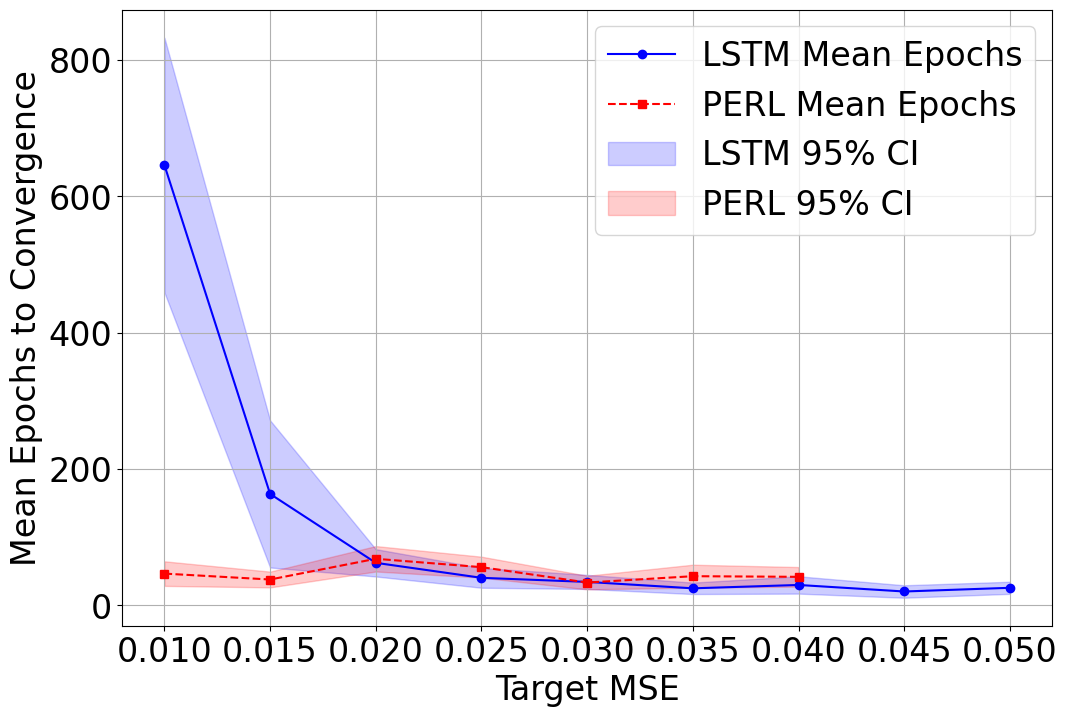 Mean Epochs to Convergence
800
600
400
200
0
LSTM Mean Epochs
PERL Mean Epochs
LSTM 95% CI
PERL 95% CI
0.010 0.015 0.020 0.025 0.030 0.035 0.040 0.045 0.050
Target MSE